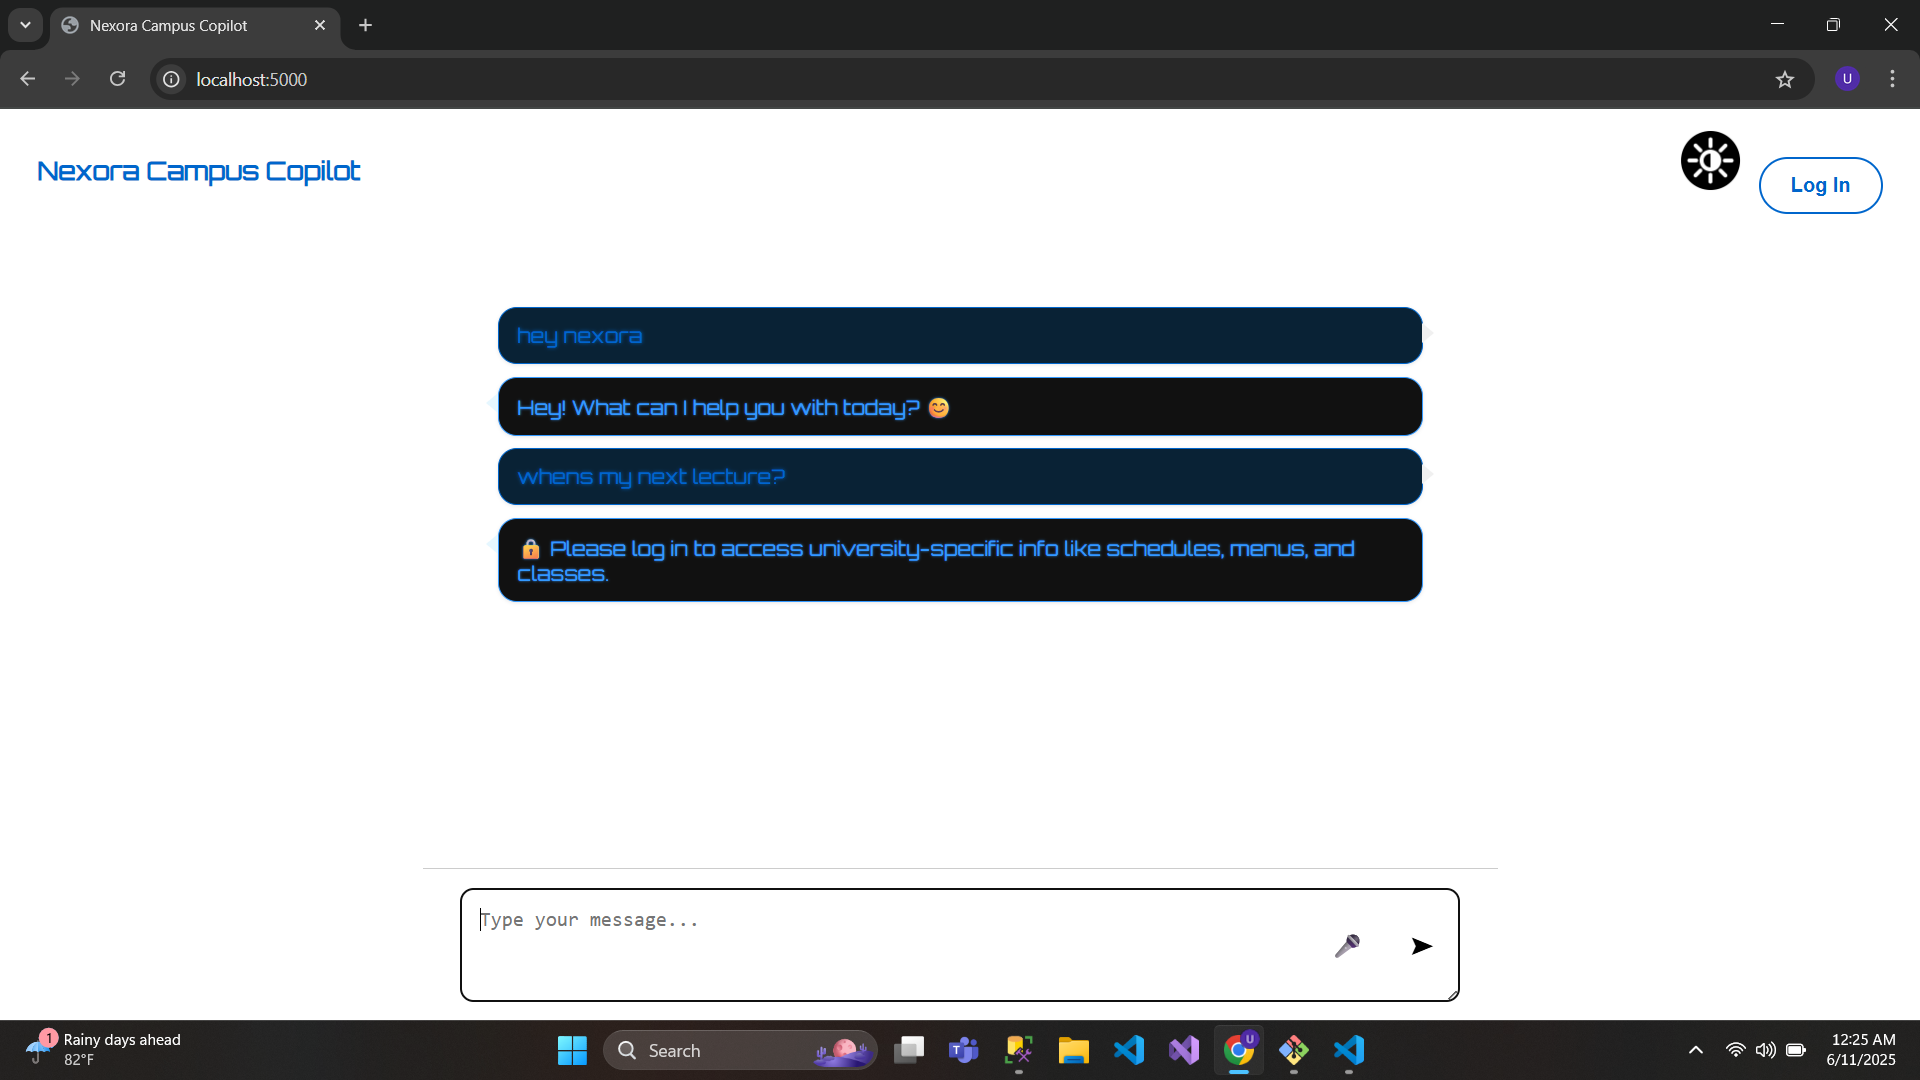 Nexora Campus Copilot
localhost:5000
U
Nexora Campus Copilot
Log In
hey nexora
Hey! What can I help you with today? 😊
whens my next lecture?
🔒 Please log in to access university-specific info like schedules, menus, and
classes.
Type your message...
1
Rainy days ahead
82°F
Search
T
U
12:25 AM
6/11/2025